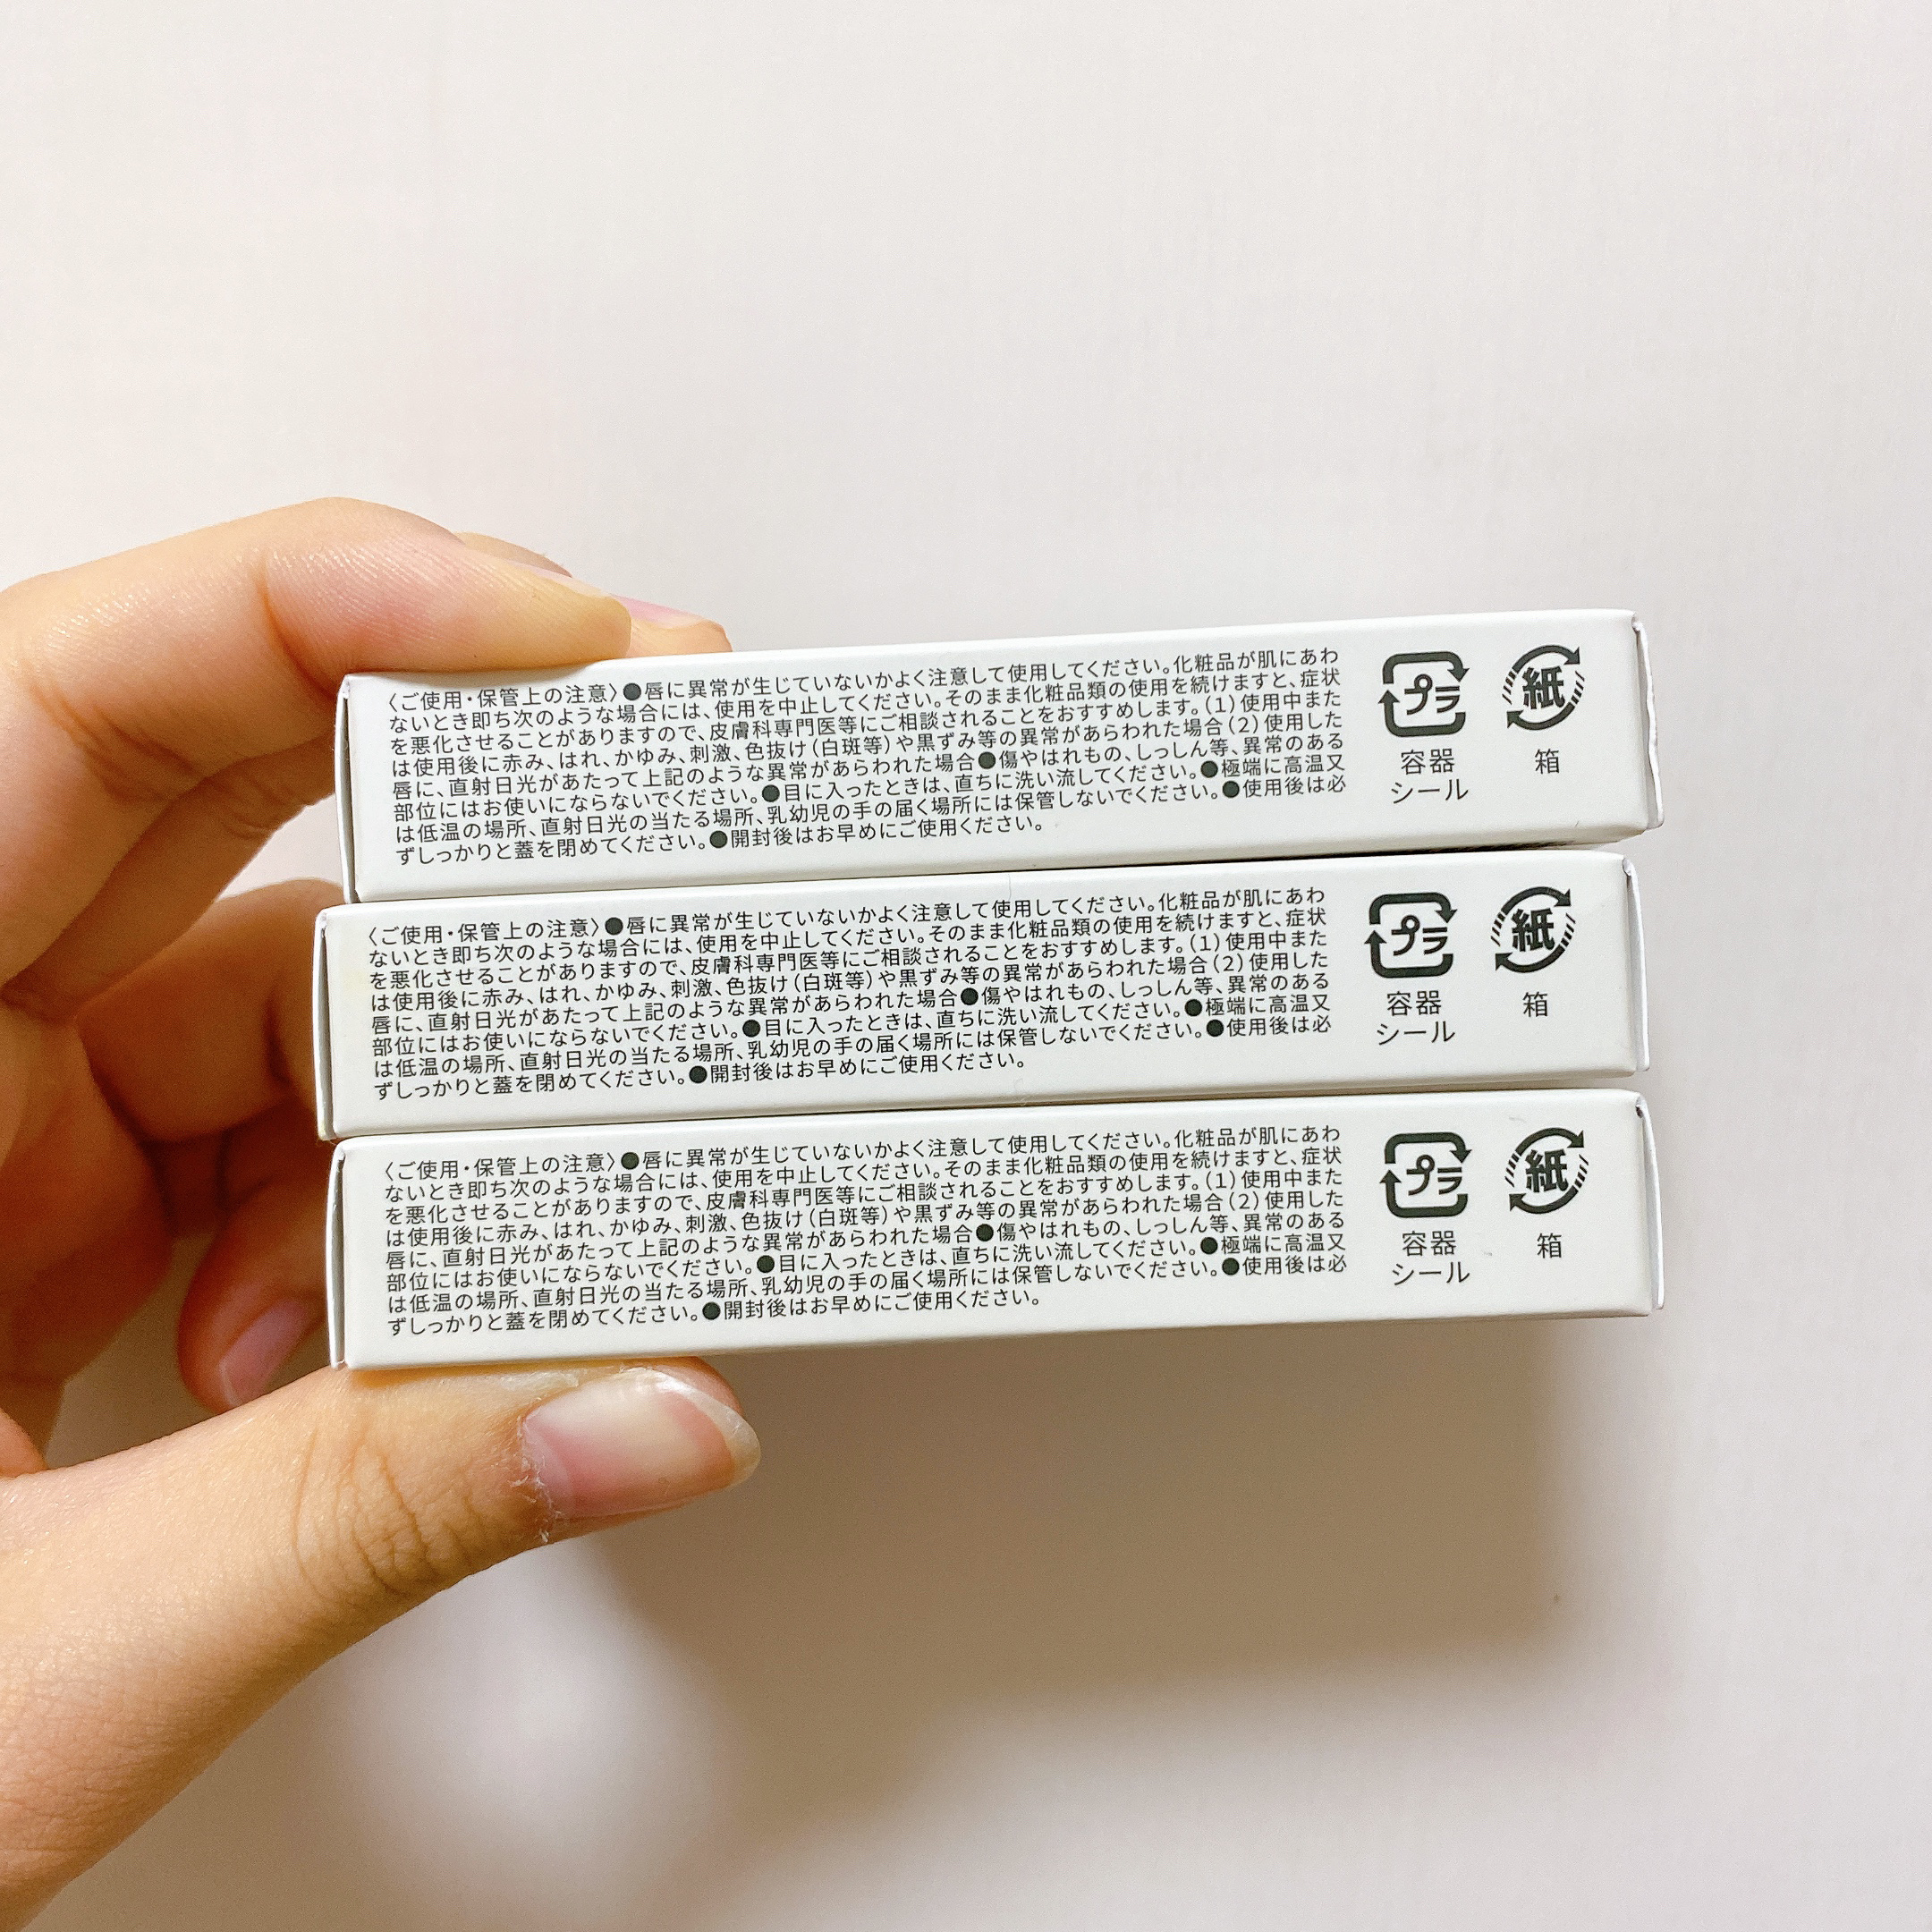 〈ご使用・保管上の注意〉●唇に異常が生じていないかよく注意して使用してください。化粧品が肌にあわ
ないとき即ち次のような場合には、使用を中止してください。そのまま化粧品類の使用を続けますと、症状
を悪化させることがありますので、皮膚科専門医等にご相談されることをおすすめします。(1)使用中また
は使用後に赤み、はれ、かゆみ、刺激、色抜け(白斑等)や黒ずみ等の異常があらわれた場合(2)使用した
唇に、直射日光があたって上記のような異常があらわれた場合●傷やはれもの、しっしん等、異常のある
部位にはお使いにならないでください。●目に入ったときは、直ちに洗い流してください。●極端に高温又
は低温の場所、直射日光の当たる場所、乳幼児の手の届く場所には保管しないでください。●使用後は必
ずしっかりと蓋を閉めてください。●開封後はお早めにご使用ください。
プラ
容器
シール
紙
箱
〈ご使用・保管上の注意〉●唇に異常が生じていないかよく注意して使用してください。化粧品が肌にあわ
ないとき即ち次のような場合には、使用を中止してください。そのまま化粧品類の使用を続けますと、症状
を悪化させることがありますので、皮膚科専門医等にご相談されることをおすすめします。(1)使用中また
は使用後に赤み、はれ、かゆみ、刺激、色抜け(白斑等)や黒ずみ等の異常があらわれた場合(2)使用した
唇に、直射日光があたって上記のような異常があらわれた場合●傷やはれもの、しっしん等、異常のある
部位にはお使いにならないでください。●目に入ったときは、直ちに洗い流してください。●極端に高温又
は低温の場所、直射日光の当たる場所、乳幼児の手の届く場所には保管しないでください。●使用後は必
ずしっかりと蓋を閉めてください。●開封後はお早めにご使用ください。
プラ
容器
シール
紙
箱
〈ご使用・保管上の注意〉●唇に異常が生じていないかよく注意して使用してください。化粧品が肌にあわ
ないとき即ち次のような場合には、使用を中止してください。そのまま化粧品類の使用を続けますと、症状
を悪化させることがありますので、皮膚科専門医等にご相談されることをおすすめします。(1)使用中また
は使用後に赤み、はれ、かゆみ、刺激、色抜け(白斑等)や黒ずみ等の異常があらわれた場合(2)使用した
唇に、直射日光があたって上記のような異常があらわれた場合●傷やはれもの、しっしん等、異常のある
部位にはお使いにならないでください。●目に入ったときは、直ちに洗い流してください。●極端に高温又
は低温の場所、直射日光の当たる場所、乳幼児の手の届く場所には保管しないでください。●使用後は必
ずしっかりと蓋を閉めてください。●開封後はお早めにご使用ください。
プラ
容器
シール
紙
箱